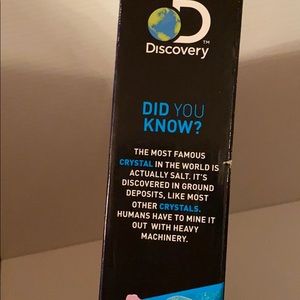 D™
Discovery
DID YOU
KNOW?
THE MOST FAMOUS
CRYSTAL IN THE WORLD IS
ACTUALLY SALT. IT'S
DISCOVERED IN GROUND
DEPOSITS, LIKE MOST
OTHER CRYSTALS.
HUMANS HAVE TO MINE IT
OUT WITH HEAVY
MACHINERY.